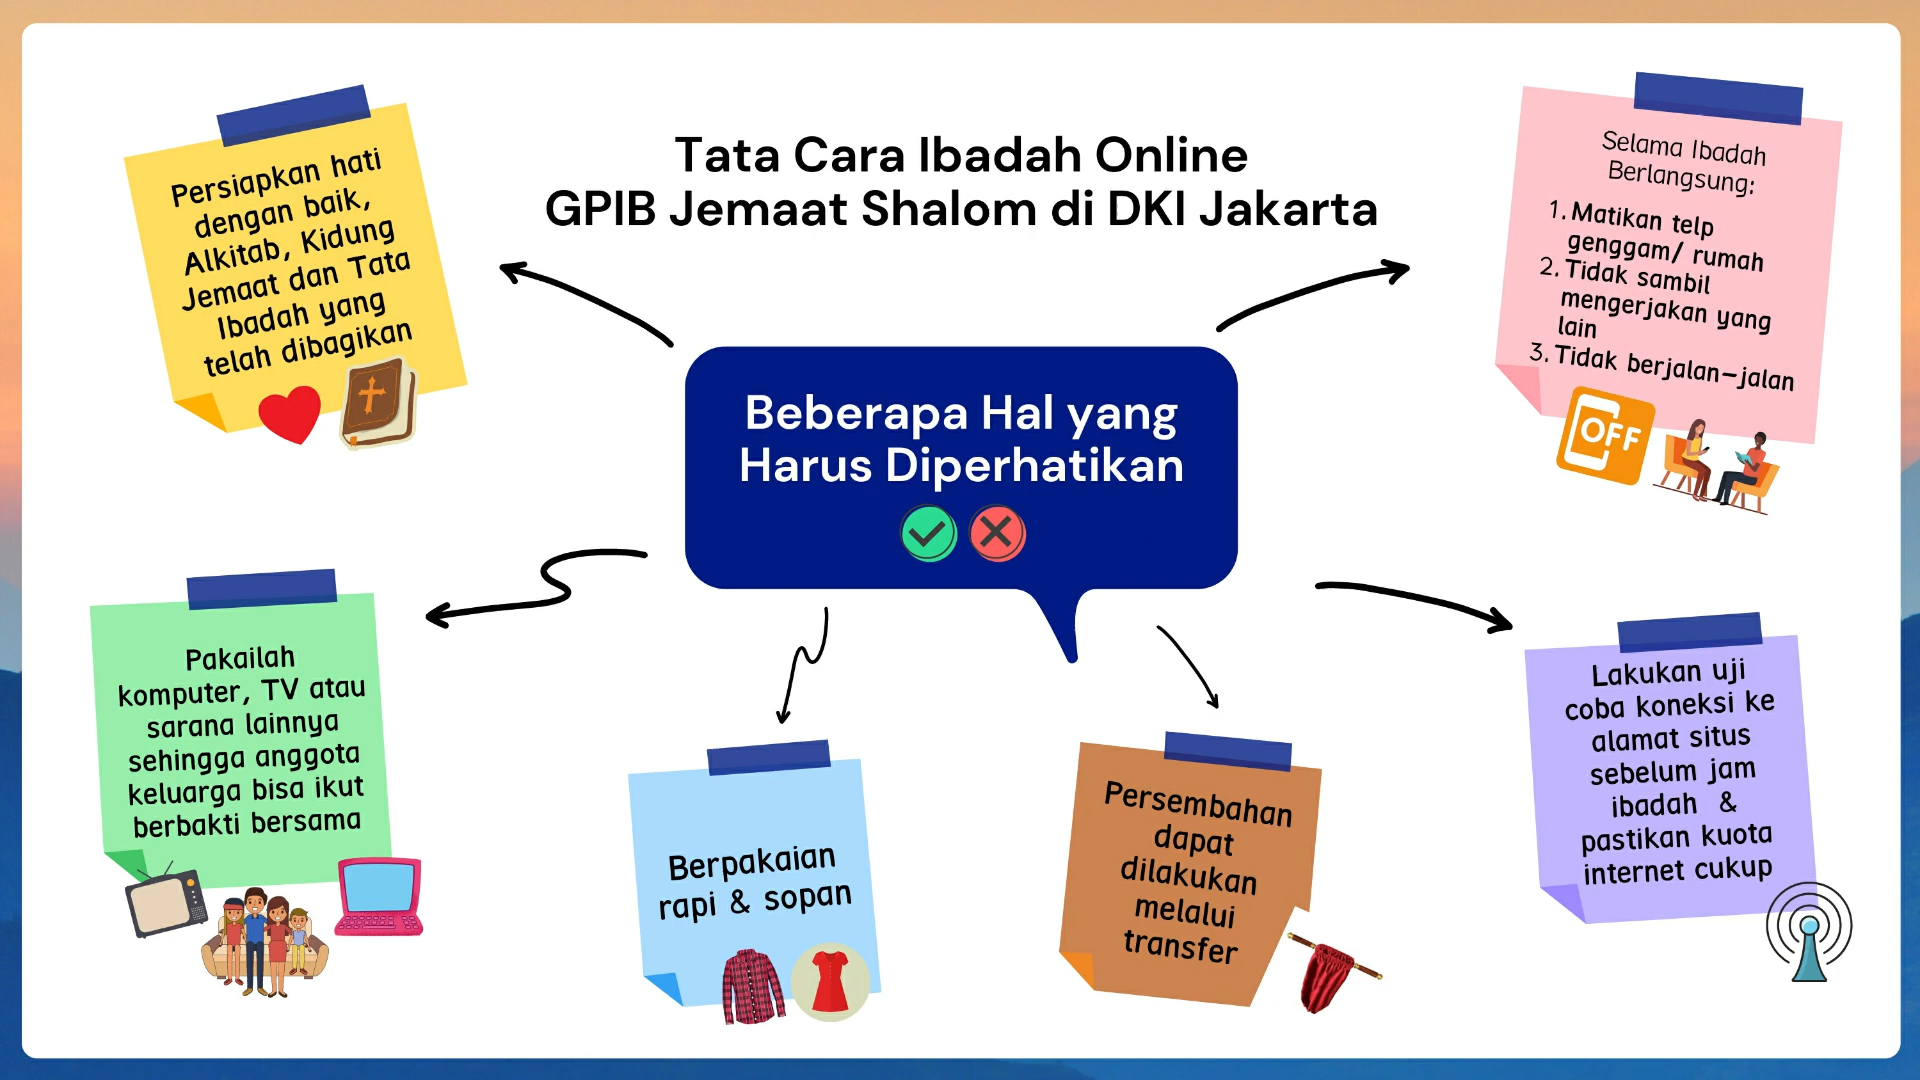 Tata Cara Ibadah Online
GPIB Jemaat Shalom di DKI Jakarta
Persiapkan hati
dengan baik,
Alkitab, Kidung
Jemaat dan Tata
Ibadah yang
telah dibagikan
Selama Ibadah
Berlangsung:
1. Matikan telp
genggam/ rumah
2. Tidak sambil
mengerjakan yang
lain
3. Tidak berjalan-jalan
OFF
Beberapa Hal yang
Harus Diperhatikan
Pakailah
komputer, TV atau
sarana lainnya
sehingga anggota
keluarga bisa ikut
berbakti bersama
Berpakaian
rapi & sopan
Persembahan
dapat
dilakukan
melalui
transfer
Lakukan uji
coba koneksi ke
alamat situs
sebelum jam
ibadah &
pastikan kuota
internet cukup